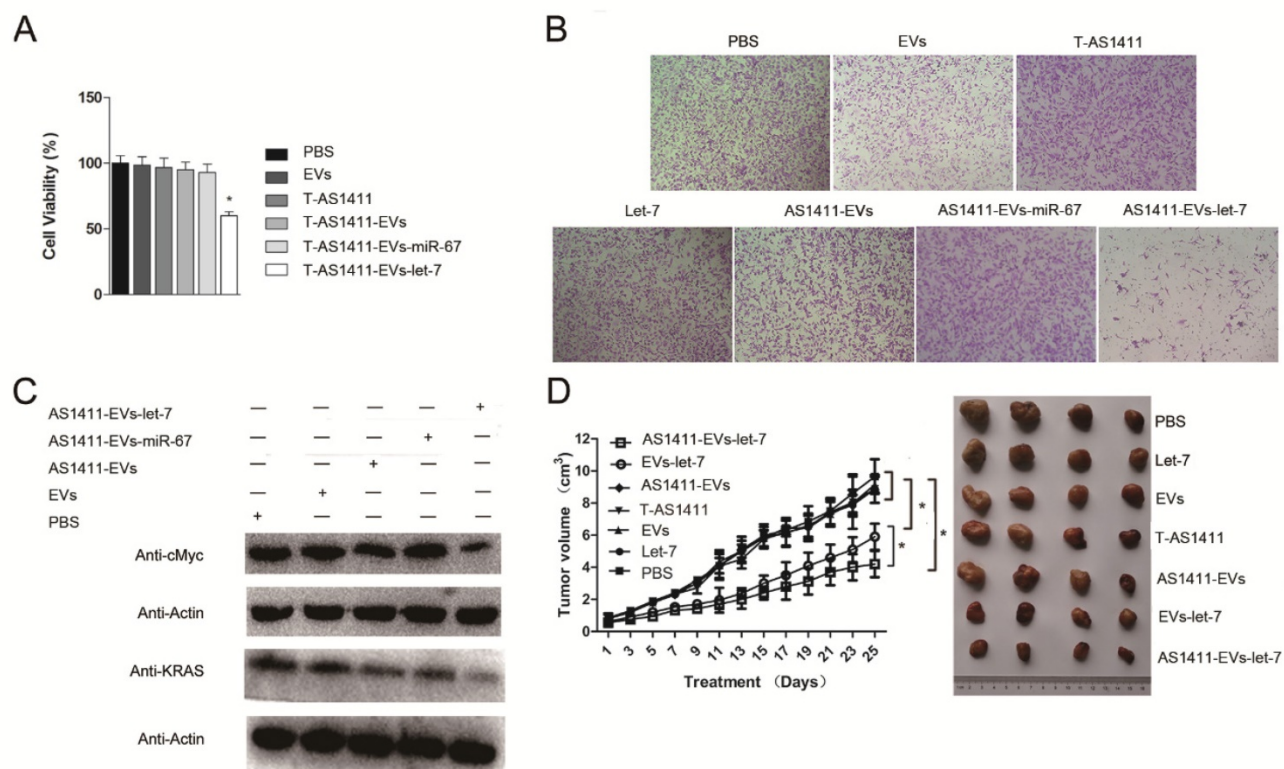 A
150
100
50
0
Cell Viability (%)
*
PBS
EVs
T-AS1411
T-AS1411-EVs
T-AS1411-EVs-miR-67
T-AS1411-EVs-let-7
B
PBS EVs T-AS1411
Let-7 AS1411-EVs AS1411-EVs-miR-67 AS1411-EVs-let-7
C
AS1411-EVs-let-7 — — — — +
AS1411-EVs-miR-67 — — — + —
AS1411-EVs — — + — —
EVs — + — — —
PBS + — — — —
Anti-cMyc
Anti-Actin
Anti-KRAS
Anti-Actin
D
12
10
8
6
4
2
0
Tumor volume (cm³)
AS1411-EVs-let-7
EVs-let-7
AS1411-EVs
T-AS1411
EVs
Let-7
PBS
* * *
1 3 5 7 9 11 13 15 17 19 21 23 25
Treatment (Days)
PBS
Let-7
EVs
T-AS1411
AS1411-EVs
EVs-let-7
AS1411-EVs-let-7